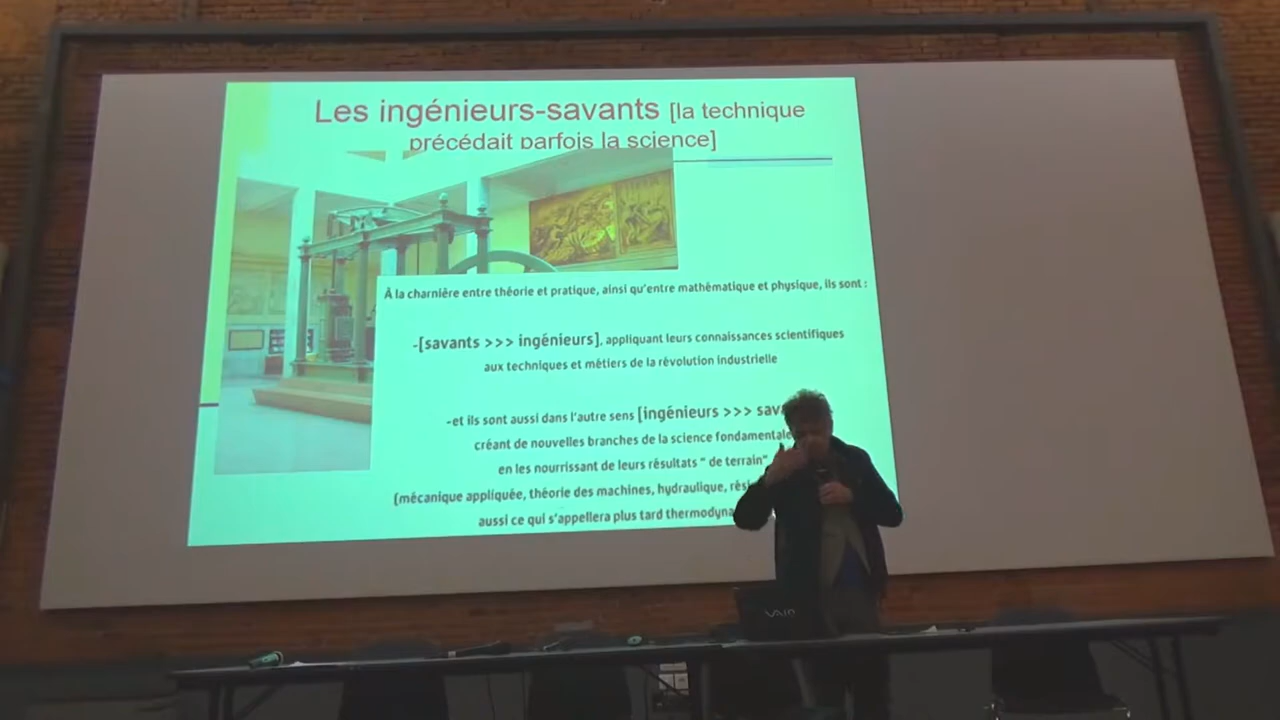 Les ingénieurs-savants [la technique
précédait parfois la science]
À la charnière entre théorie et pratique, ainsi qu'entre mathématique et physique, ils sont :
-[savants >>> ingénieurs], appliquant leurs connaissances scientifiques
aux techniques et métiers de la révolution industrielle
-et ils sont aussi dans l'autre sens [ingénieurs >>> sav
créant de nouvelles branches de la science fondamentale
en les nourrissant de leurs résultats " de terrain"
(mécanique appliquée, théorie des machines, hydraulique, rési
aussi ce qui s'appellera plus tard thermodyna
VAIO